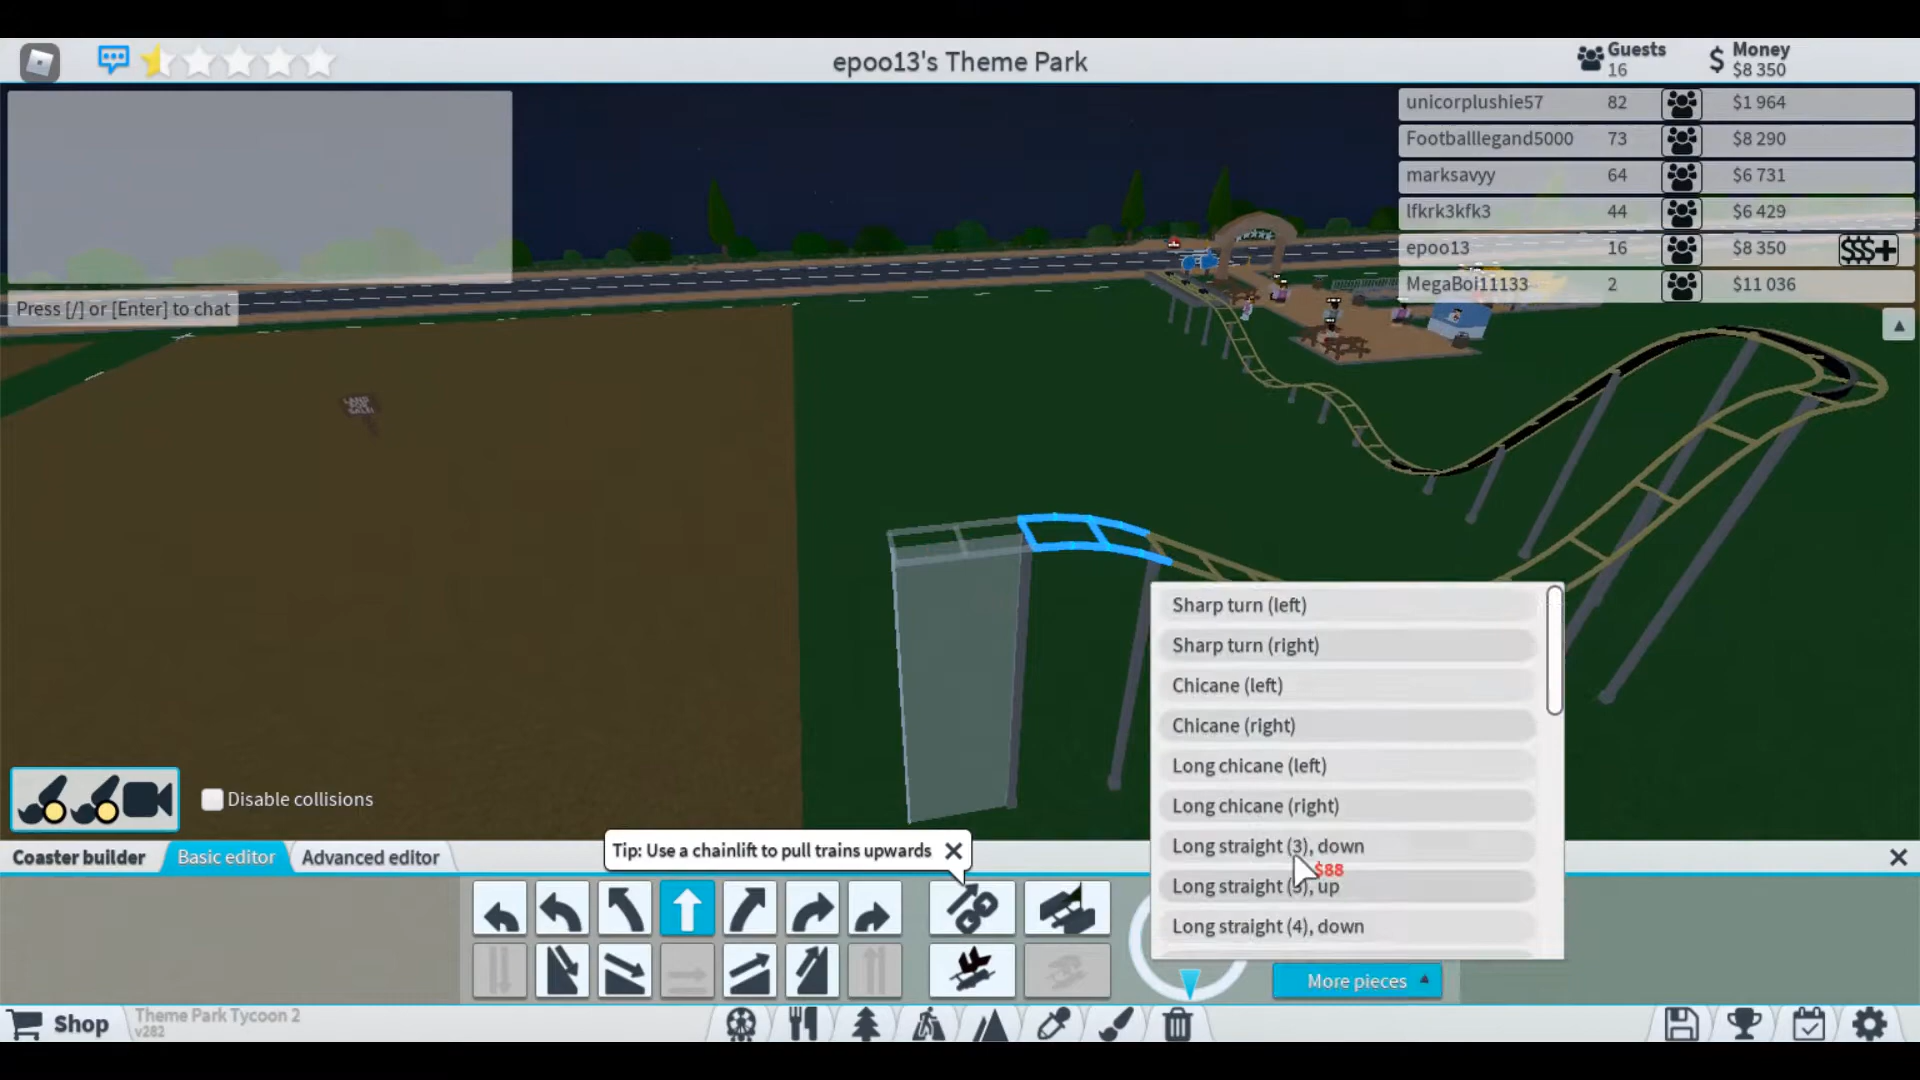 epoo13's Theme Park
Guests
16
Money
$8 350
unicorplushie57 82 $1 964
Footballlegand5000 73 $8 290
marksavyy 64 $6 731
lfkrk3kfk3 44 $6 429
epoo13 16 $8 350 $$$+
MegaBoi11133 2 $11 036
Press [/] or [Enter] to chat
LAND FOR SALE!
Sharp turn (left)
Sharp turn (right)
Chicane (left)
Chicane (right)
Long chicane (left)
Long chicane (right)
Long straight (3), down
$88
Long straight (3), up
Long straight (4), down
Disable collisions
Tip: Use a chainlift to pull trains upwards
Coaster builder
Basic editor
Advanced editor
More pieces
Shop
Theme Park Tycoon 2
v282